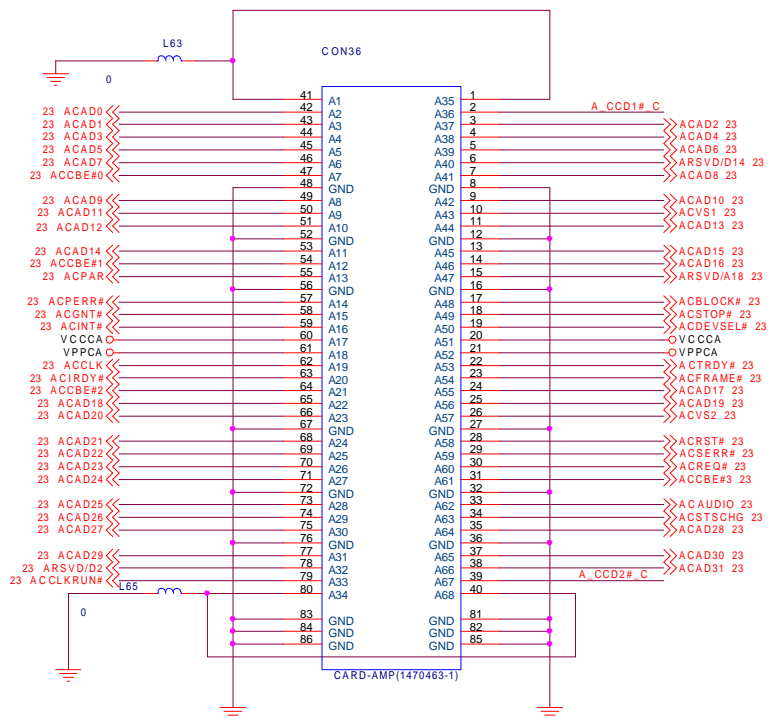 L63
CON36
0
41 A1 A35 1
42 A2 A36 2 A_CCD1#_C
23 ACAD0
23 ACAD1 43 A3 A37 3 ACAD2 23
23 ACAD3 44 A4 A38 4 ACAD4 23
23 ACAD5 45 A5 A39 5 ACAD6 23
23 ACAD7 46 A6 A40 6 ARSVD/D14 23
23 ACCBE#0 47 A7 A41 7 ACAD8 23
48 GND GND 8
23 ACAD9 49 A8 A42 9 ACAD10 23
23 ACAD11 50 A9 A43 10 ACVS1 23
23 ACAD12 51 A10 A44 11 ACAD13 23
52 GND GND 12
23 ACAD14 53 A11 A45 13 ACAD15 23
23 ACCBE#1 54 A12 A46 14 ACAD16 23
23 ACPAR 55 A13 A47 15 ARSVD/A18 23
56 GND GND 16
23 ACPERR# 57 A14 A48 17 ACBLOCK# 23
23 ACGNT# 58 A15 A49 18 ACSTOP# 23
23 ACINT# 59 A16 A50 19 ACDEVSEL# 23
VCCCA 60 A17 A51 20 VCCCA
VPPCA 61 A18 A52 21 VPPCA
23 ACCLK 62 A19 A53 22 ACTRDY# 23
23 ACIRDY# 63 A20 A54 23 ACFRAME# 23
23 ACCBE#2 64 A21 A55 24 ACAD17 23
23 ACAD18 65 A22 A56 25 ACAD19 23
23 ACAD20 66 A23 A57 26 ACVS2 23
67 GND GND 27
23 ACAD21 68 A24 A58 28 ACRST# 23
23 ACAD22 69 A25 A59 29 ACSERR# 23
23 ACAD23 70 A26 A60 30 ACREQ# 23
23 ACAD24 71 A27 A61 31 ACCBE#3 23
72 GND GND 32
23 ACAD25 73 A28 A62 33 ACAUDIO 23
23 ACAD26 74 A29 A63 34 ACSTSCHG 23
23 ACAD27 75 A30 A64 35 ACAD28 23
76 GND GND 36
23 ACAD29 77 A31 A65 37 ACAD30 23
23 ARSVD/D2 78 A32 A66 38 ACAD31 23
23 ACCLKRUN# 79 A33 A67 39 A_CCD2#_C
L65 80 A34 A68 40
0
83 GND GND 81
84 GND GND 82
86 GND GND 85
CARD-AMP(1470463-1)